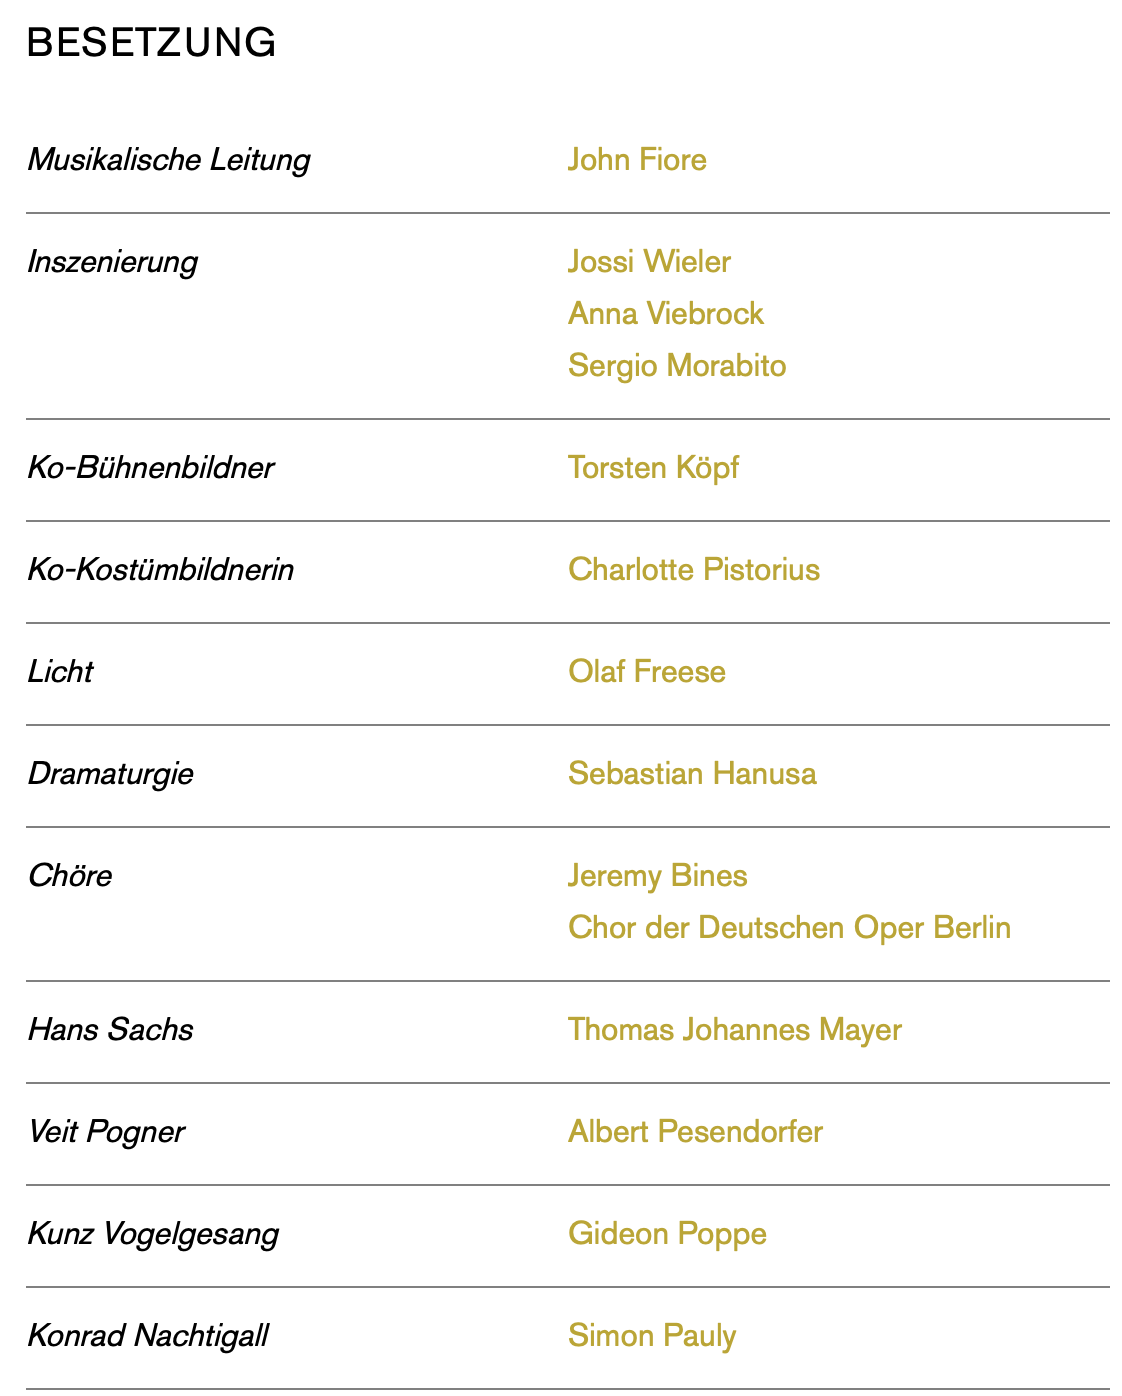 BESETZUNG
Musikalische Leitung John Fiore
Inszenierung Jossi Wieler
Anna Viebrock
Sergio Morabito
Ko-Bühnenbildner Torsten Köpf
Ko-Kostümbildnerin Charlotte Pistorius
Licht Olaf Freese
Dramaturgie Sebastian Hanusa
Chöre Jeremy Bines
Chor der Deutschen Oper Berlin
Hans Sachs Thomas Johannes Mayer
Veit Pogner Albert Pesendorfer
Kunz Vogelgesang Gideon Poppe
Konrad Nachtigall Simon Pauly